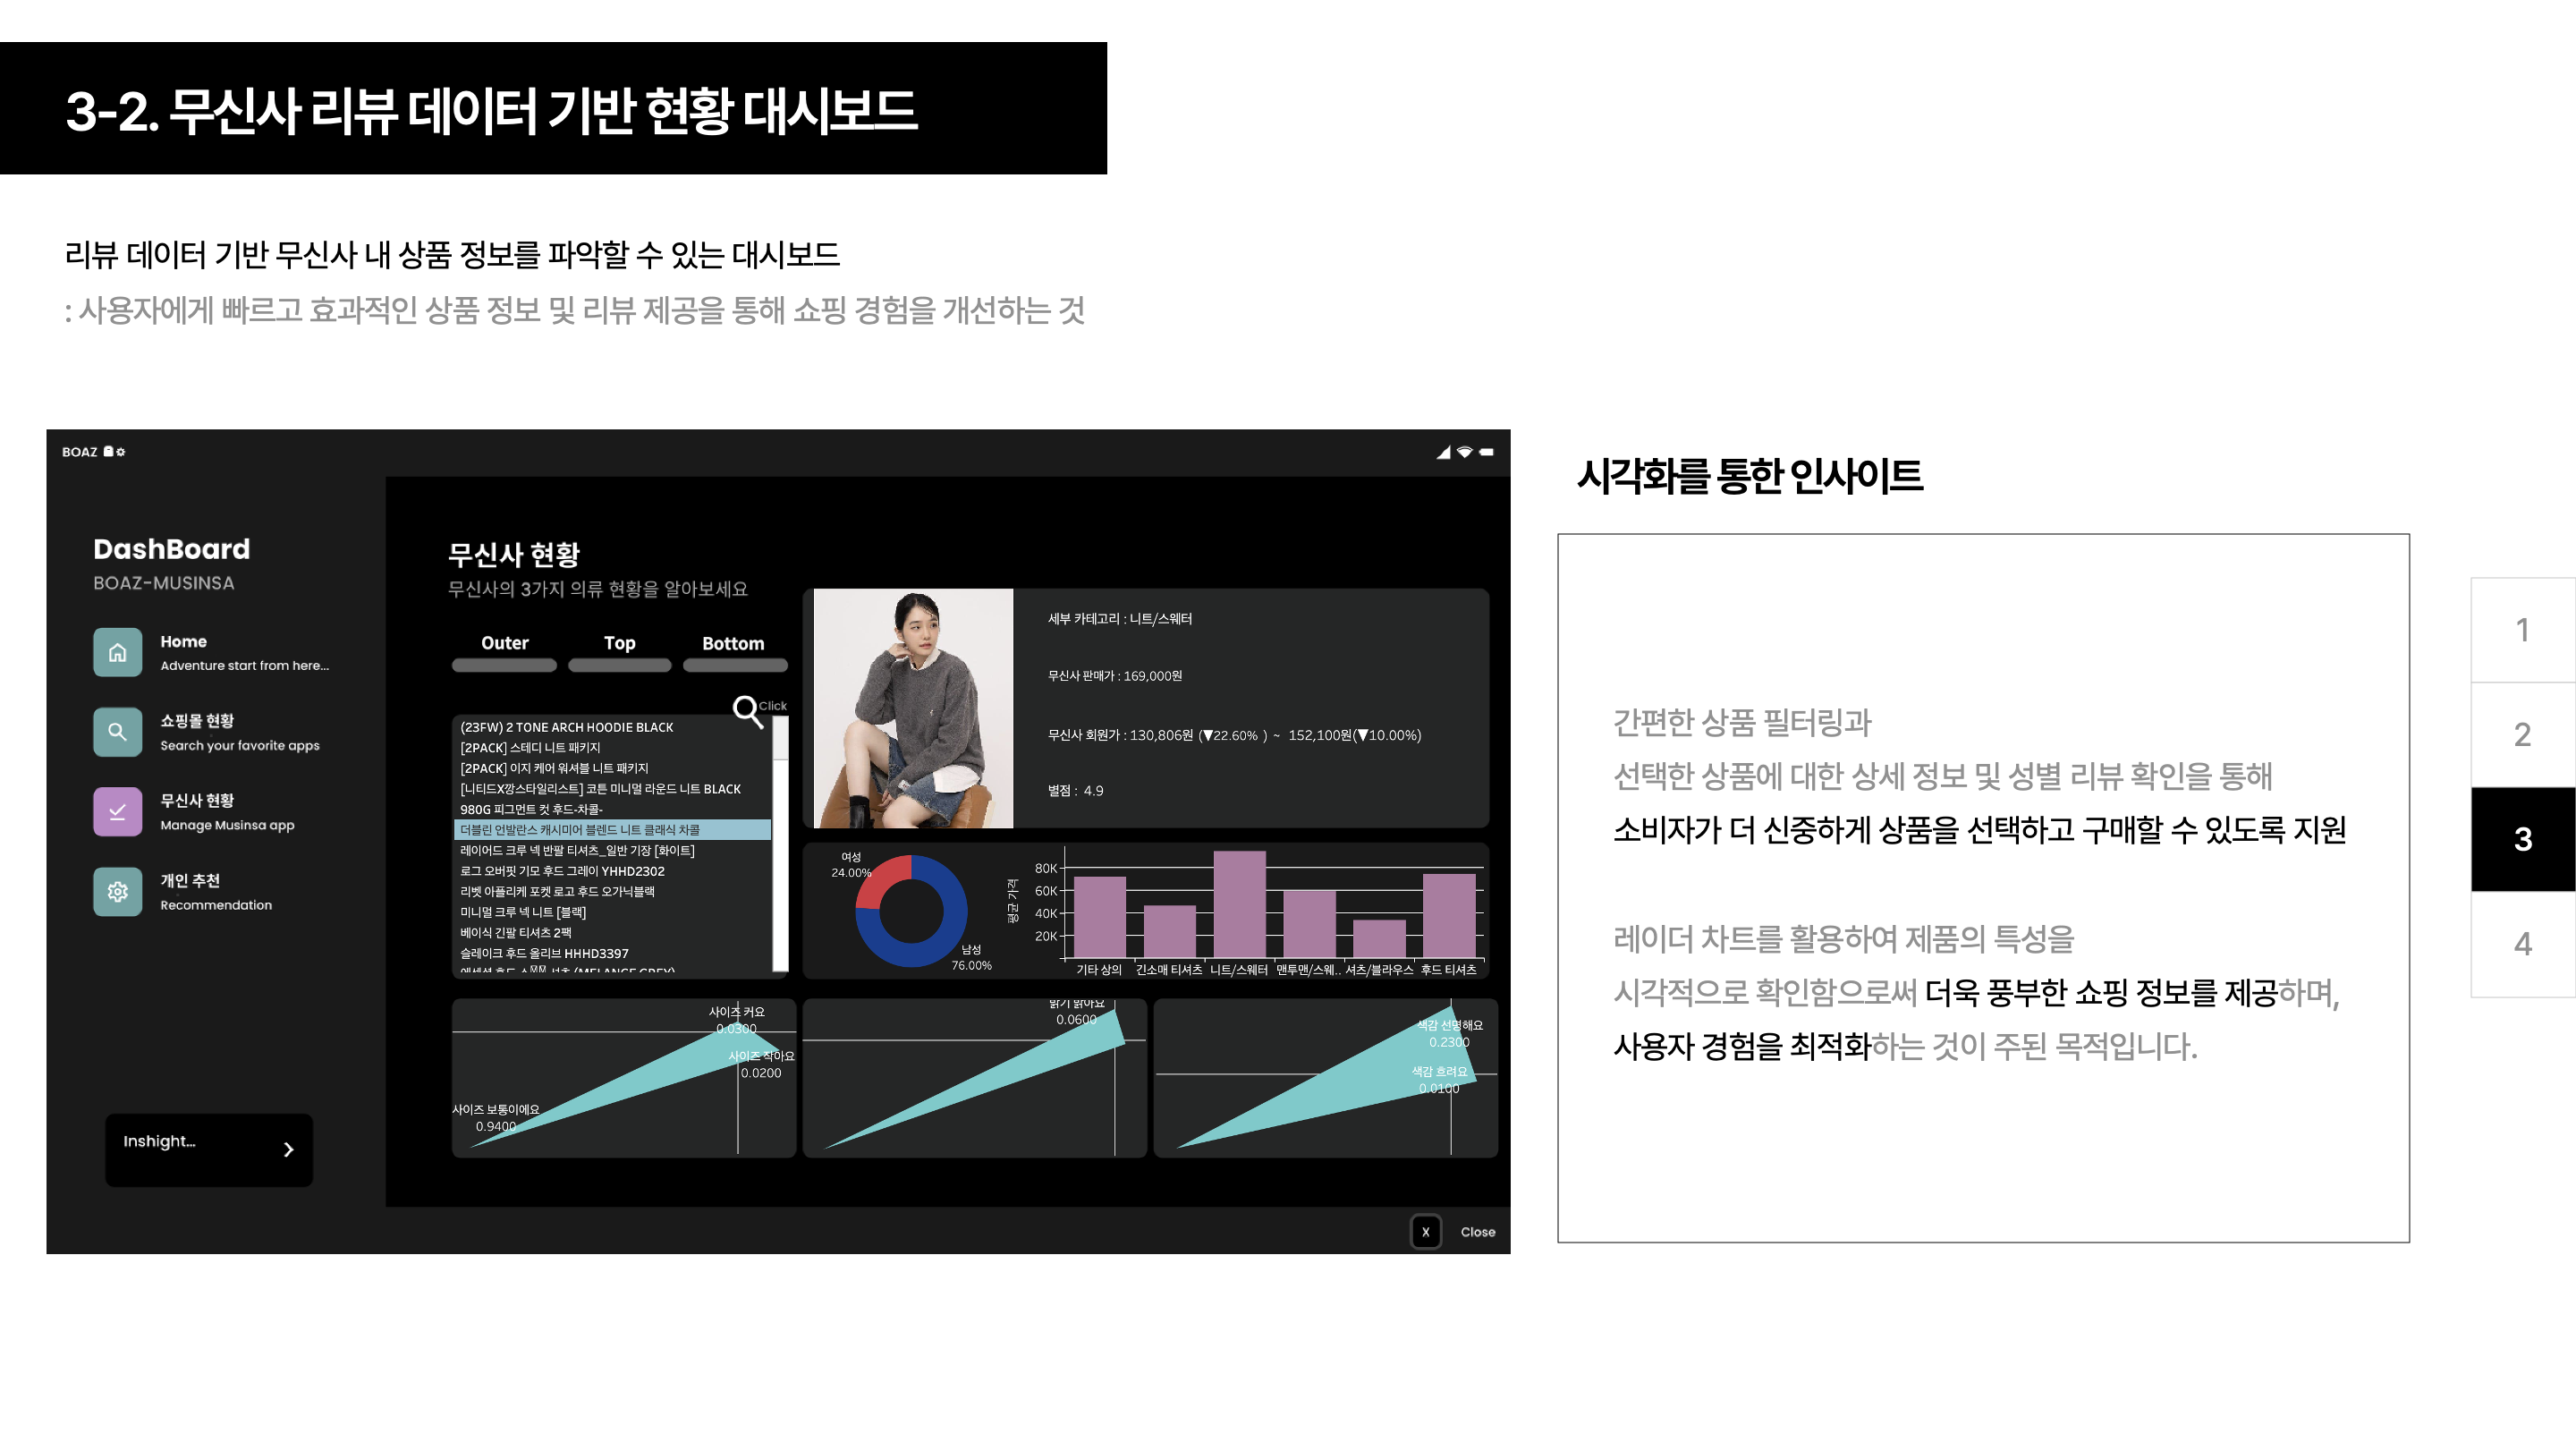 3-2. 무신사 리뷰 데이터 기반 현황 대시보드
리뷰 데이터 기반 무신사 내 상품 정보를 파악할 수 있는 대시보드
: 사용자에게 빠르고 효과적인 상품 정보 및 리뷰 제공을 통해 쇼핑 경험을 개선하는 것
BOAZ
DashBoard
BOAZ-MUSINSA
Home
Adventure start from here...
쇼핑몰 현황
Search your favorite apps
무신사 현황
Manage Musinsa app
개인 추천
Recommendation
Inshight...
무신사 현황
무신사의 3가지 의류 현황을 알아보세요
Outer
Top
Bottom
Click
(23FW) 2 TONE ARCH HOODIE BLACK
[2PACK] 스테디 니트 패키지
[2PACK] 이지 케어 워셔블 니트 패키지
[니티드X깡스타일리스트] 코튼 미니멀 라운드 니트 BLACK
980G 피그먼트 컷 후드-차콜-
더블린 언발란스 캐시미어 블렌드 니트 클래식 차콜
레이어드 크루 넥 반팔 티셔츠_일반 기장 [화이트]
로그 오버핏 기모 후드 그레이 YHHD2302
리벳 아플리케 포켓 로고 후드 오가닉블랙
미니멀 크루 넥 니트 [블랙]
베이식 긴팔 티셔츠 2팩
슬레이크 후드 올리브 HHHD3397
세부 카테고리 : 니트/스웨터
무신사 판매가 : 169,000원
무신사 회원가 : 130,806원 (▼22.60% ) ~ 152,100원(▼10.00%)
별점 : 4.9
여성
24.00%
남성
76.00%
평균 가격
80K
60K
40K
20K
기타 상의
긴소매 티셔츠
니트/스웨터
맨투맨/스웨..
셔츠/블라우스
후드 티셔츠
사이즈 커요
0.0300
사이즈 작아요
0.0200
사이즈 보통이에요
0.9400
밝기 밝아요
0.0600
색감 선명해요
0.2300
색감 흐려요
0.0100
X
Close
시각화를 통한 인사이트
간편한 상품 필터링과
선택한 상품에 대한 상세 정보 및 성별 리뷰 확인을 통해
소비자가 더 신중하게 상품을 선택하고 구매할 수 있도록 지원
레이더 차트를 활용하여 제품의 특성을
시각적으로 확인함으로써 더욱 풍부한 쇼핑 정보를 제공하며,
사용자 경험을 최적화하는 것이 주된 목적입니다.
1
2
3
4